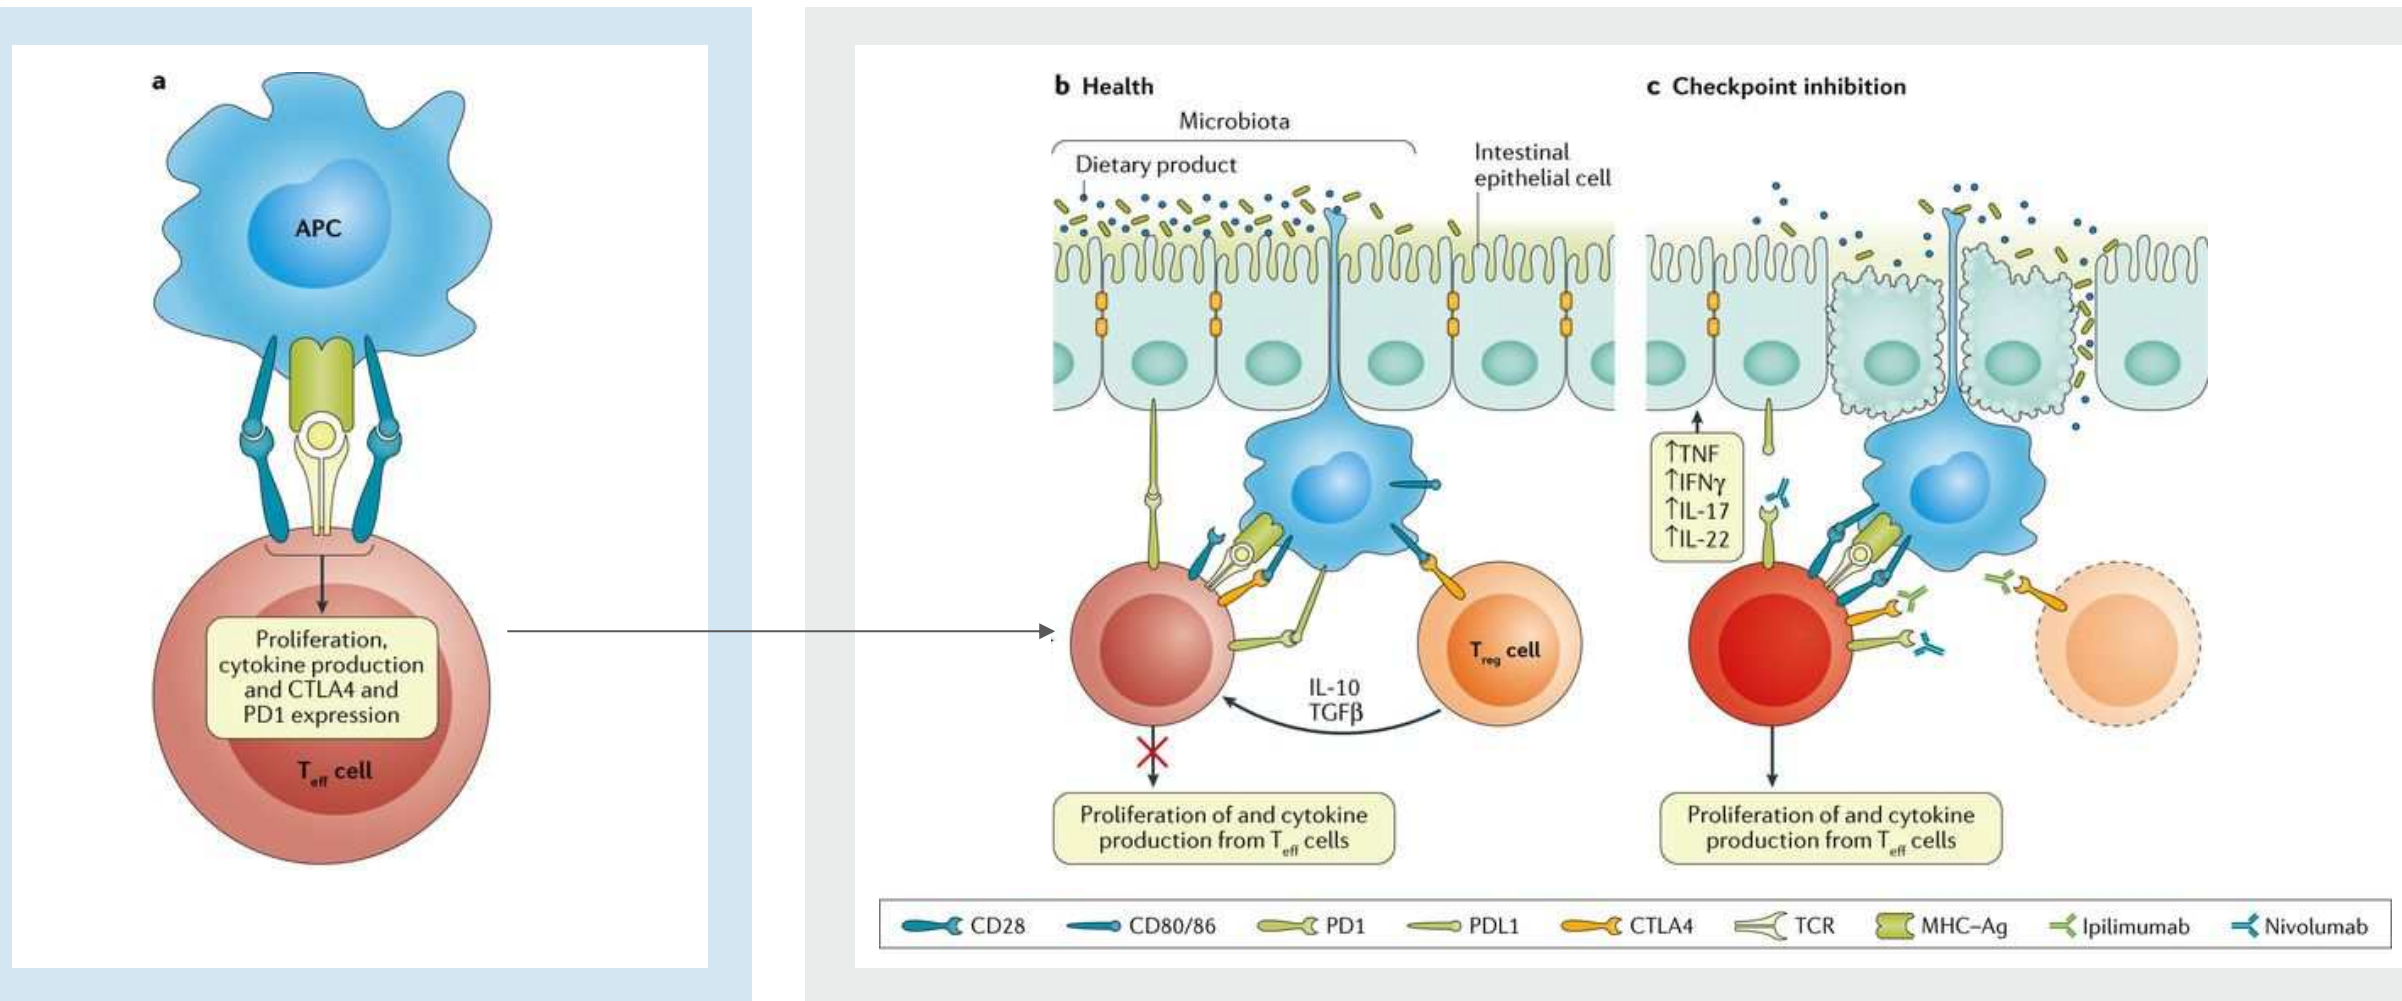 a
APC
Proliferation,
cytokine production
and CTLA4 and
PD1 expression
Teff cell
b Health
Microbiota
Dietary product
Intestinal
epithelial cell
Treg cell
IL-10
TGFβ
Proliferation of and cytokine
production from Teff cells
c Checkpoint inhibition
↑TNF
↑IFNγ
↑IL-17
↑IL-22
Proliferation of and cytokine
production from Teff cells
CD28 CD80/86 PD1 PDL1 CTLA4 TCR MHC–Ag Ipilimumab Nivolumab